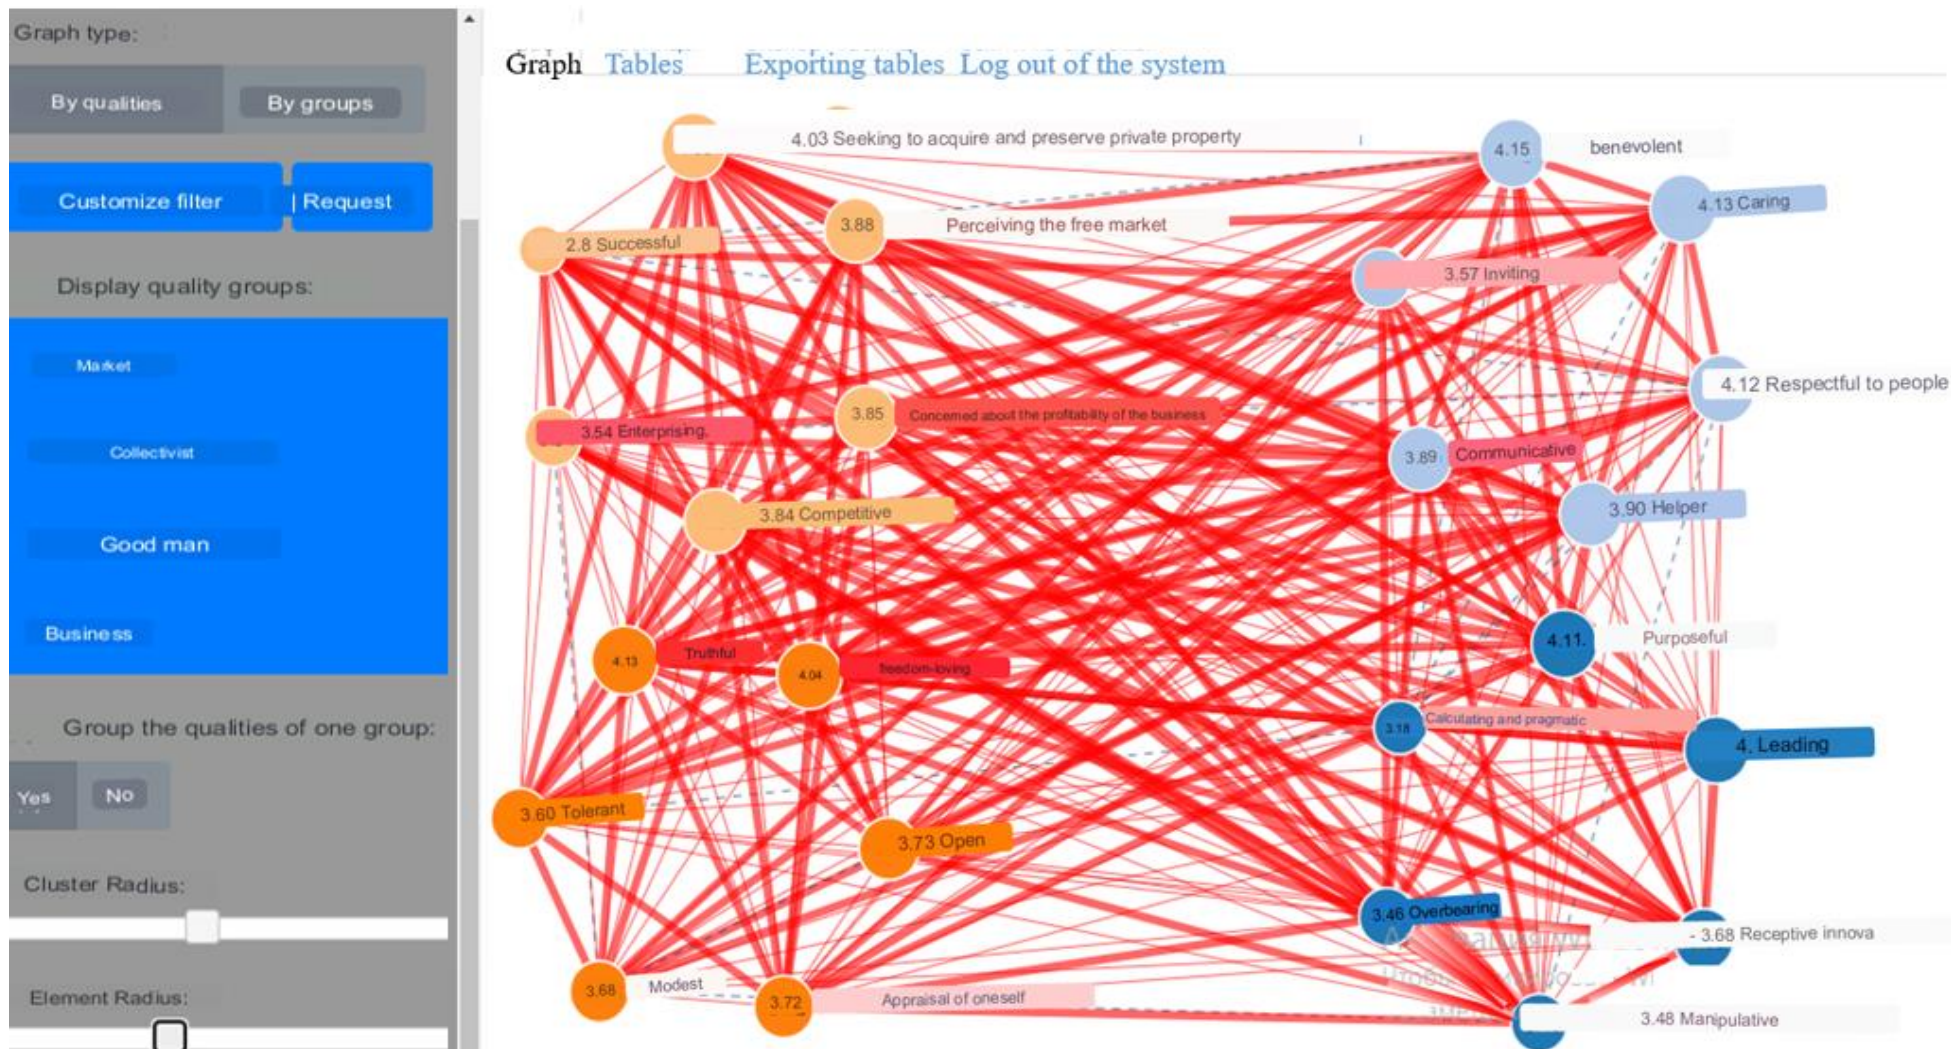 Graph type:
By qualities
By groups
Customize filter
| Request
Display quality groups:
Market
Collectivist
Good man
Business
Group the qualities of one group:
Yes
No
Cluster Radius:
Element Radius:
Graph Tables Exporting tables Log out of the system
4.03 Seeking to acquire and preserve private property
4.15 benevolent
4.13 Caring
2.8 Successful
3.88 Perceiving the free market
3.57 Inviting
4.12 Respectful to people
3.54 Enterprising.
3.85 Concerned about the profitability of the business
3.89 Communicative
3.84 Competitive
3.90 Helper
4.13 Truthful
4.04 freedom-loving
4.11. Purposeful
3.18 Calculating and pragmatic
4. Leading
3.60 Tolerant
3.73 Open
3.46 Overbearing
- 3.68 Receptive innova
3.68 Modest
3.72 Appraisal of oneself
3.48 Manipulative